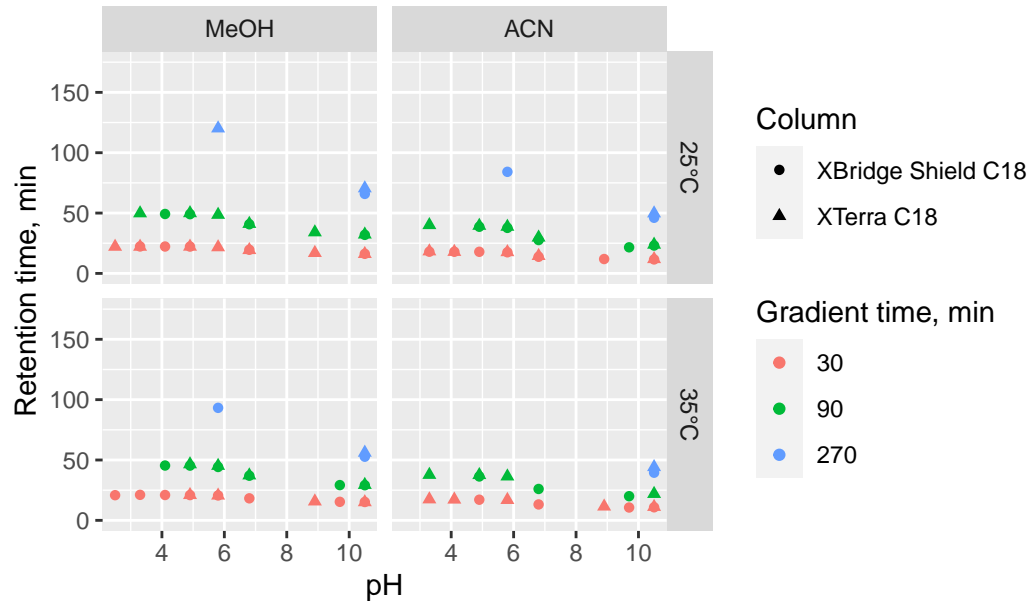 MeOH
ACN
150
100
50
0
25°C
150
100
50
0
35°C
4 6 8 10
4 6 8 10
pH
Retention time, min
Column
XBridge Shield C18
XTerra C18
Gradient time, min
30
90
270